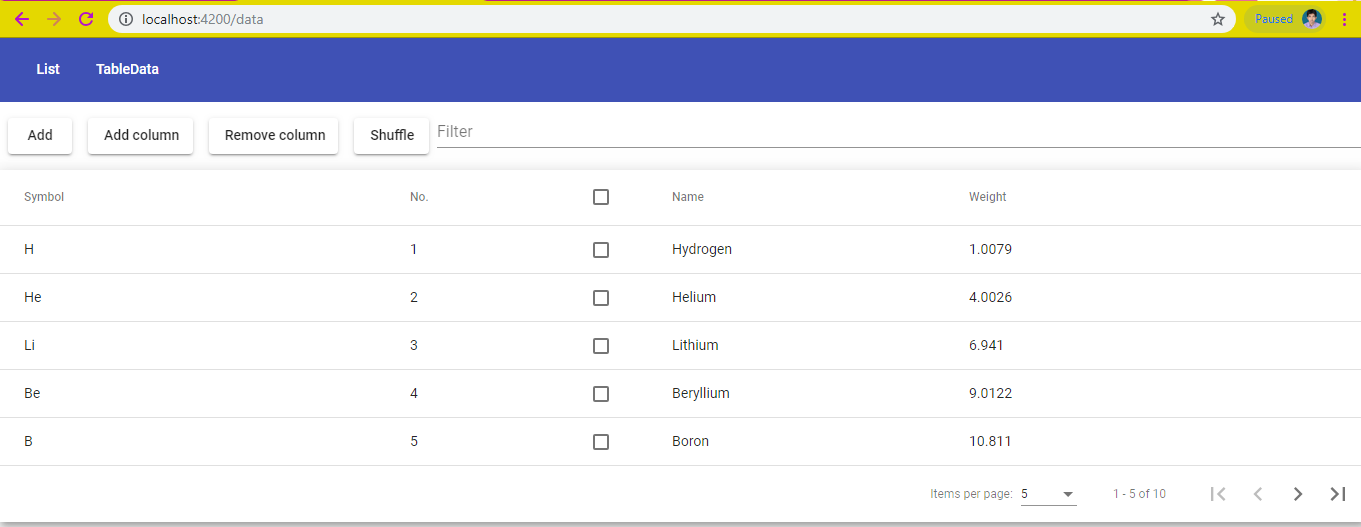 localhost:4200/data
Paused
List TableData
Add Add column Remove column Shuffle Filter
Symbol No. Name Weight
H 1 Hydrogen 1.0079
He 2 Helium 4.0026
Li 3 Lithium 6.941
Be 4 Beryllium 9.0122
B 5 Boron 10.811
Items per page: 5 1 - 5 of 10